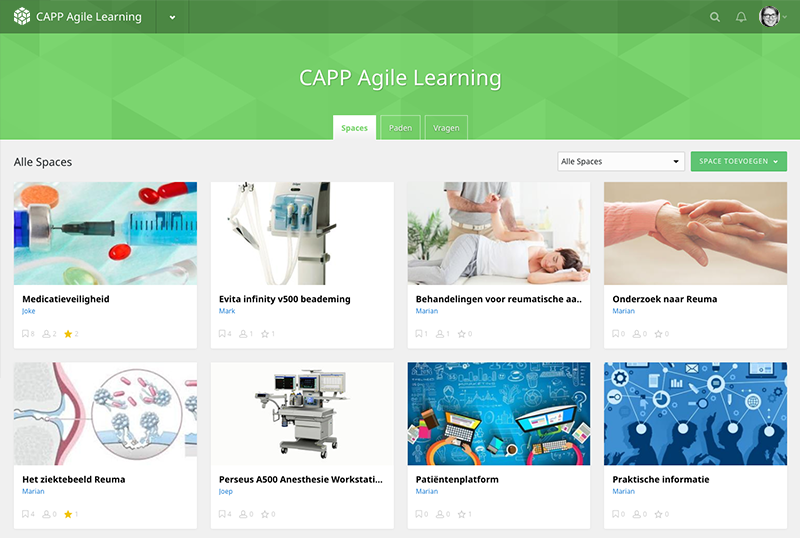 CAPP Agile Learning
CAPP Agile Learning
Spaces
Paden
Vragen
Alle Spaces
Alle Spaces
SPACE TOEVOEGEN
Medicatieveiligheid
Joke
8 2 2
Evita infinity v500 beademing
Mark
4 1 1
Behandelingen voor reumatische aa..
Marian
1 1 0
Onderzoek naar Reuma
Marian
0 0 0
Het ziektebeeld Reuma
Marian
4 0 1
Perseus A500 Anesthesie Workstati...
Joep
4 0 0
Patiëntenplatform
Marian
0 0 1
Praktische informatie
Marian
0 0 0